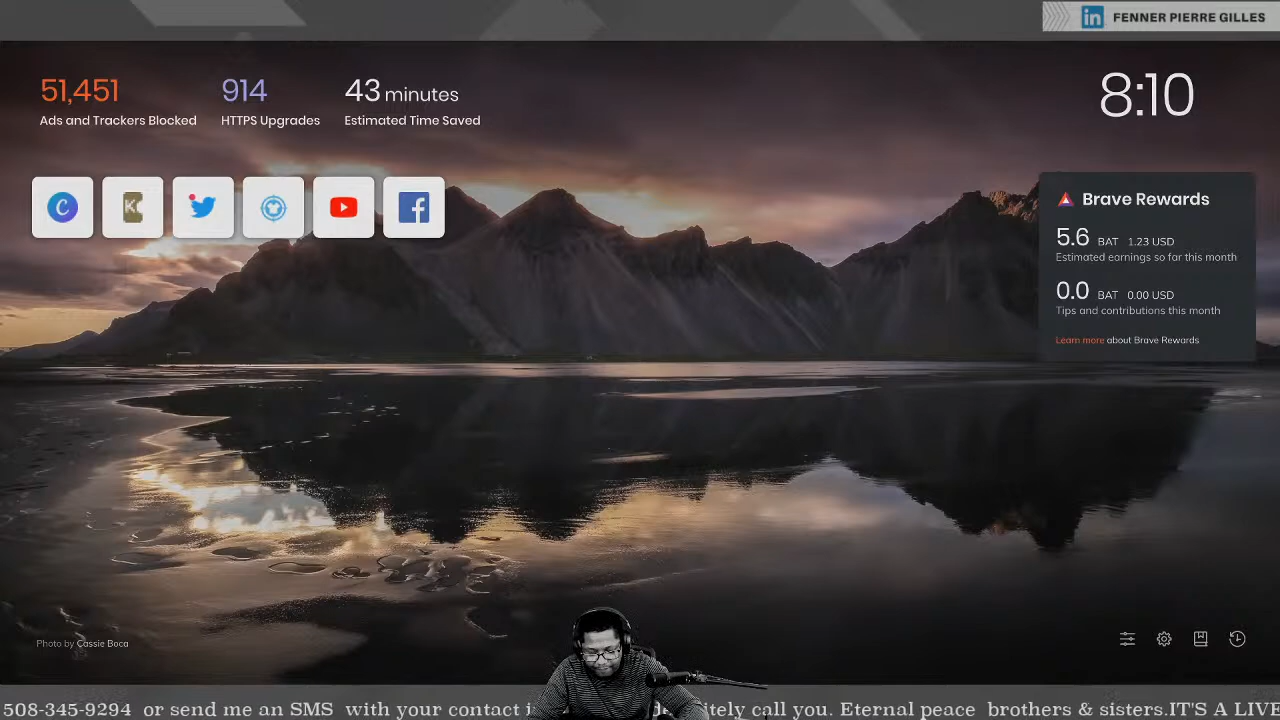 in FENNER PIERRE GILLES
51,451
Ads and Trackers Blocked
914
HTTPS Upgrades
43 minutes
Estimated Time Saved
8:10
C
K
f
Brave Rewards
5.6 BAT 1.23 USD
Estimated earnings so far this month
0.0 BAT 0.00 USD
Tips and contributions this month
Learn more about Brave Rewards
Photo by Cassie Boca
508-345-9294 or send me an SMS with your contact call you. Eternal peace brothers & sisters.IT'S A LIVE